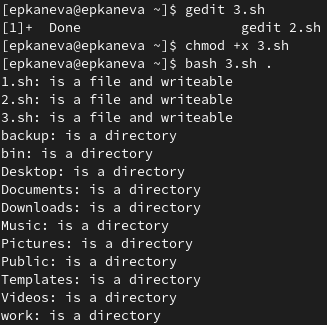 [epkaneva@epkaneva ~]$ gedit 3.sh
[1]+  Done                    gedit 2.sh
[epkaneva@epkaneva ~]$ chmod +x 3.sh
[epkaneva@epkaneva ~]$ bash 3.sh .
1.sh: is a file and writeable
2.sh: is a file and writeable
3.sh: is a file and writeable
backup: is a directory
bin: is a directory
Desktop: is a directory
Documents: is a directory
Downloads: is a directory
Music: is a directory
Pictures: is a directory
Public: is a directory
Templates: is a directory
Videos: is a directory
work: is a directory